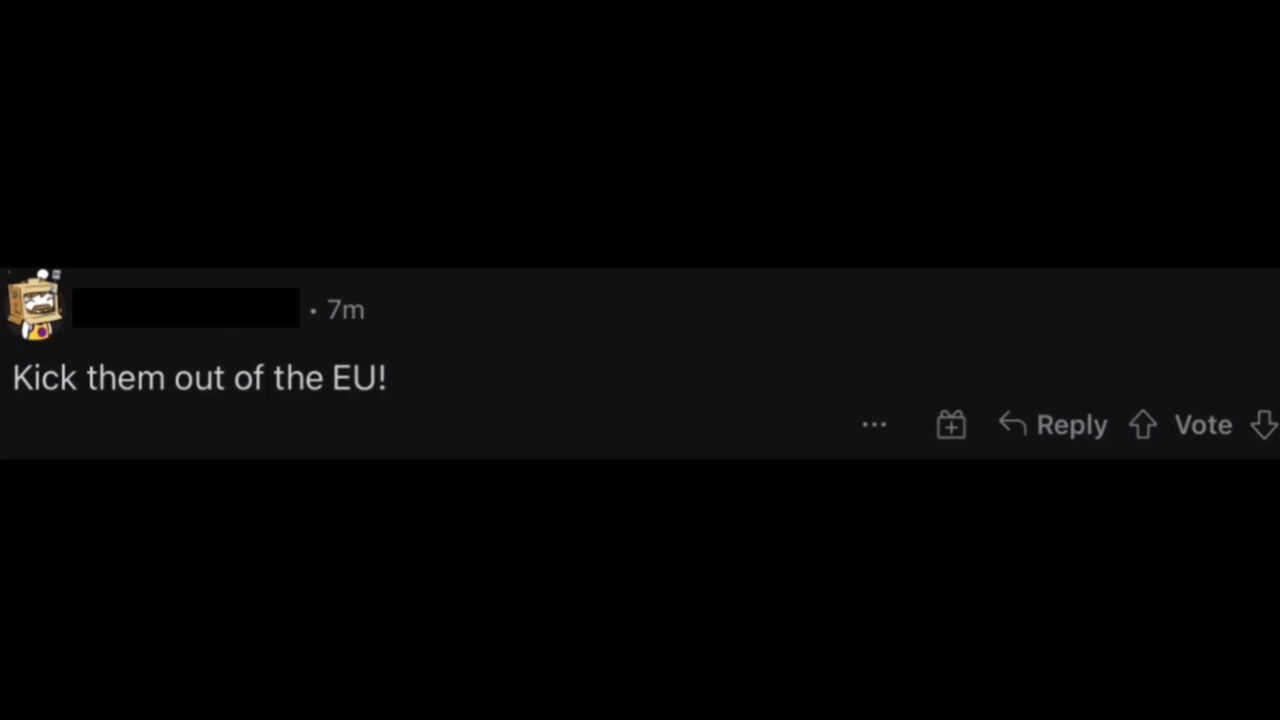 • 7m
Kick them out of the EU!
... Reply Vote